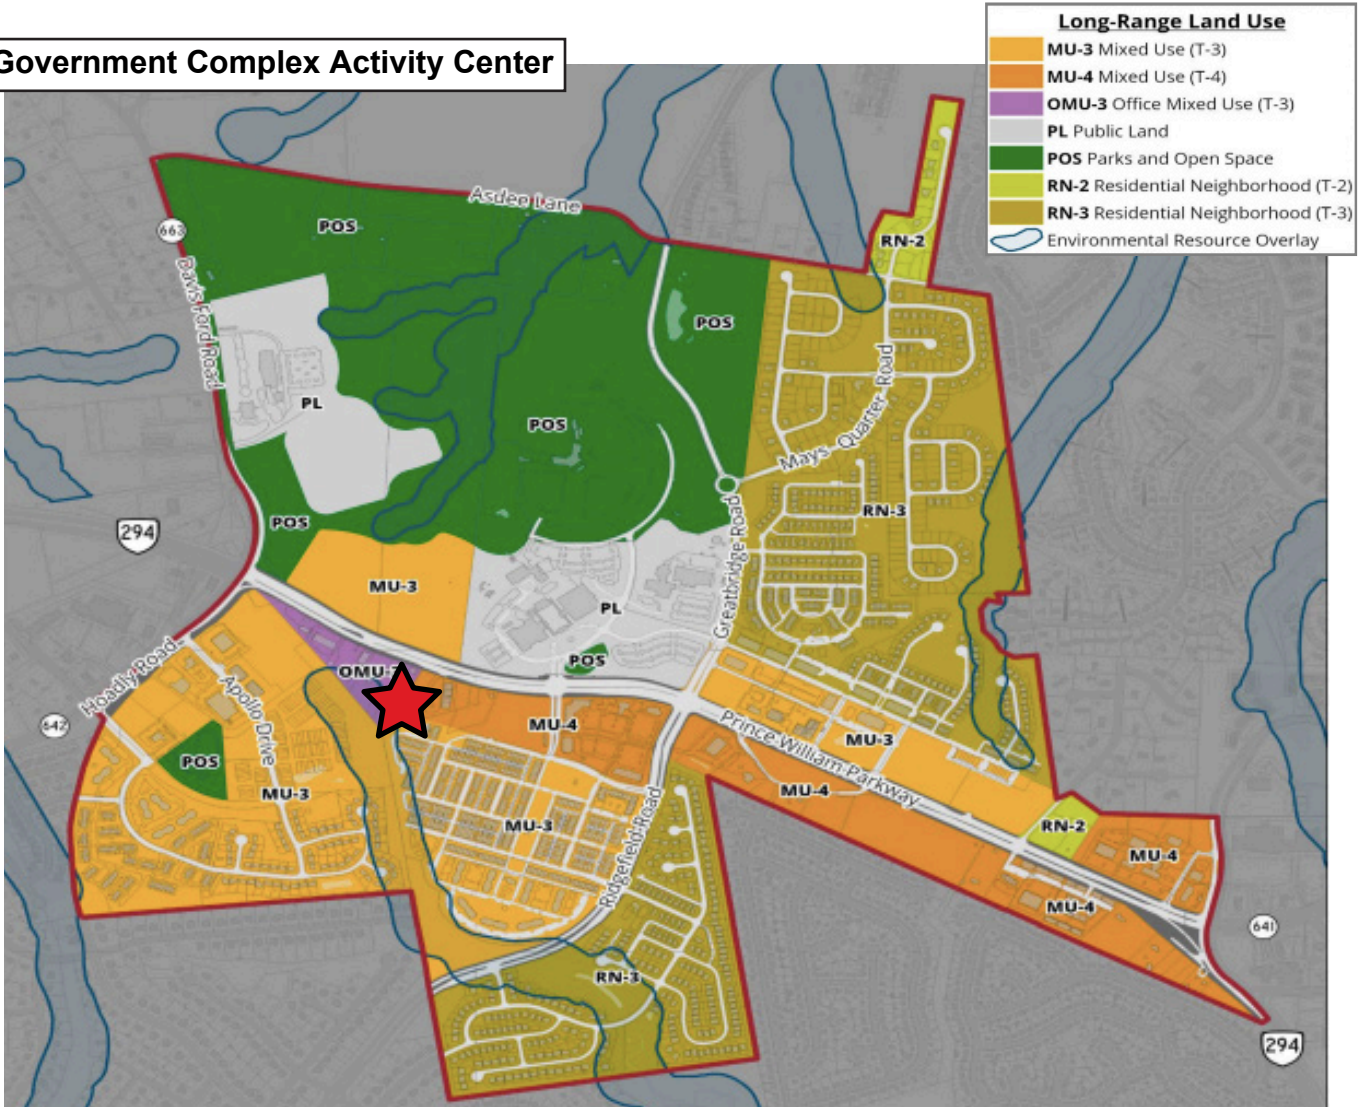 Government Complex Activity Center
Long-Range Land Use
MU-3 Mixed Use (T-3)
MU-4 Mixed Use (T-4)
OMU-3 Office Mixed Use (T-3)
PL Public Land
POS Parks and Open Space
RN-2 Residential Neighborhood (T-2)
RN-3 Residential Neighborhood (T-3)
Environmental Resource Overlay
Asdee Lane
POS
663
RN-2
Davis Ford Road
POS
Mays Quarter Road
PL
POS
RN-3
POS
294
Greatbridge Road
MU-3
PL
POS
OMU-
Hoadly Road
642
Apollo Drive
MU-4
Prince William Parkway
MU-3
POS
MU-3
MU-4
MU-3
Ridgefield Road
RN-2
MU-4
MU-4
641
RN-3
294